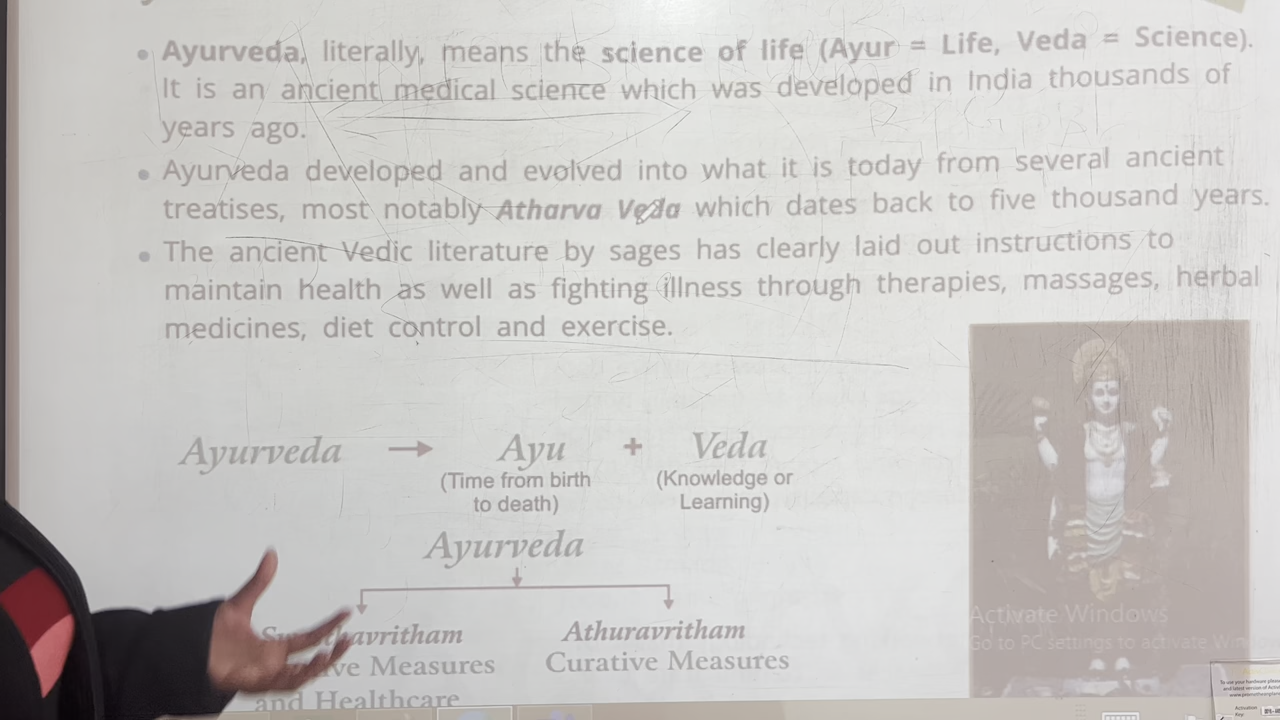 • Ayurveda, literally, means the science of life (Ayur = Life, Veda = Science).
It is an ancient medical science which was developed in India thousands of
years ago.
• Ayurveda developed and evolved into what it is today from several ancient
treatises, most notably Atharva Veda which dates back to five thousand years.
• The ancient Vedic literature by sages has clearly laid out instructions to
maintain health as well as fighting illness through therapies, massages, herbal
medicines, diet control and exercise.
Ayurveda → Ayu + Veda
(Time from birth
to death)
(Knowledge or
Learning)
Ayurveda
Athuravritham
Measures
Curative Measures
and Healthcare
Activate Windows
Go to PC settings to activate